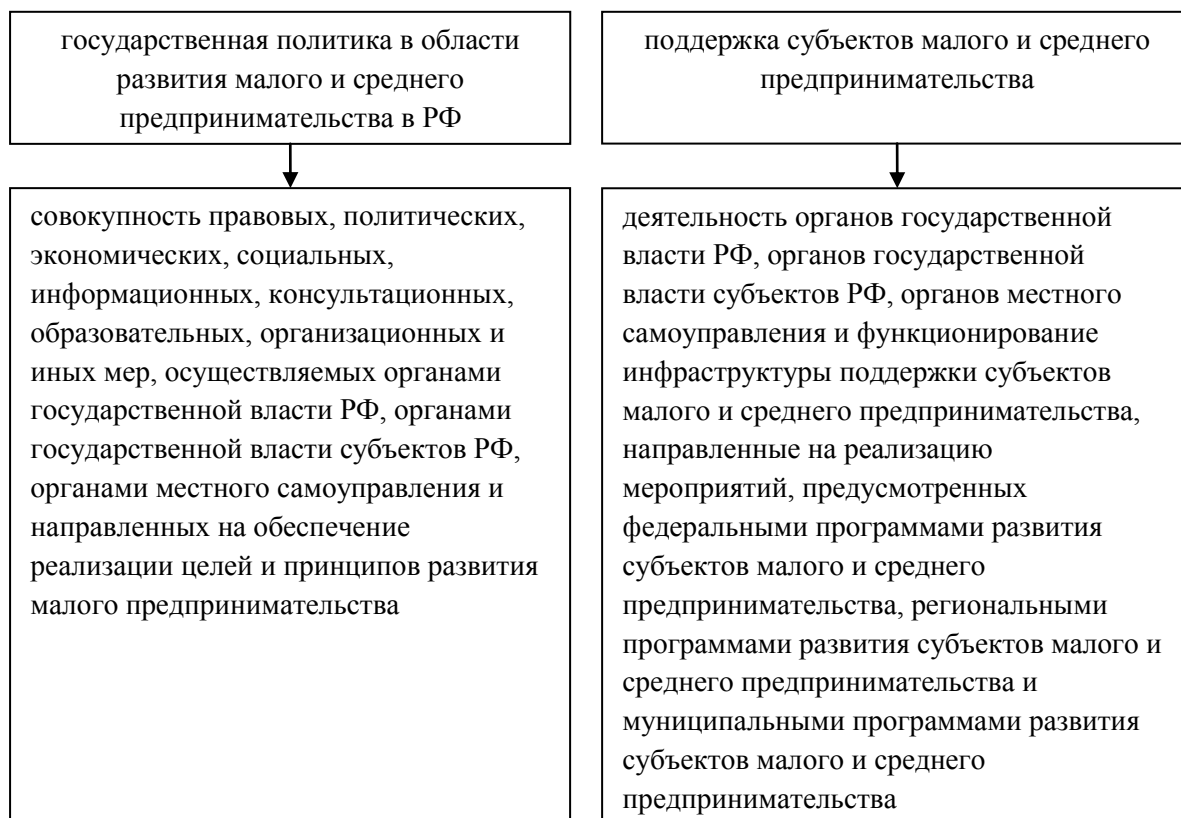 государственная политика в области
развития малого и среднего
предпринимательства в РФ
поддержка субъектов малого и среднего
предпринимательства
совокупность правовых, политических,
экономических, социальных,
информационных, консультационных,
образовательных, организационных и
иных мер, осуществляемых органами
государственной власти РФ, органами
государственной власти субъектов РФ,
органами местного самоуправления и
направленных на обеспечение
реализации целей и принципов развития
малого предпринимательства
деятельность органов государственной
власти РФ, органов государственной
власти субъектов РФ, органов местного
самоуправления и функционирование
инфраструктуры поддержки субъектов
малого и среднего предпринимательства,
направленные на реализацию
мероприятий, предусмотренных
федеральными программами развития
субъектов малого и среднего
предпринимательства, региональными
программами развития субъектов малого и
среднего предпринимательства и
муниципальными программами развития
субъектов малого и среднего
предпринимательства